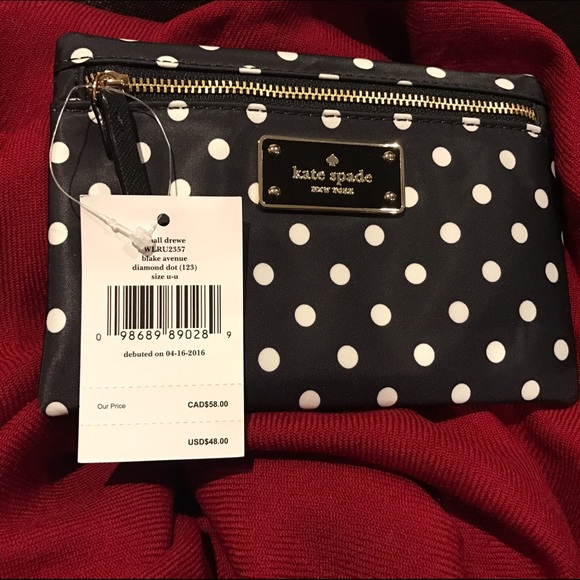 kate spade
NEW YORK
all drewe
WLRU2357
blake avenue
diamond dot (123)
size u-u
0 98689 89028 9
debuted on 04-16-2016
Our Price CAD$58.00
USD$48.00